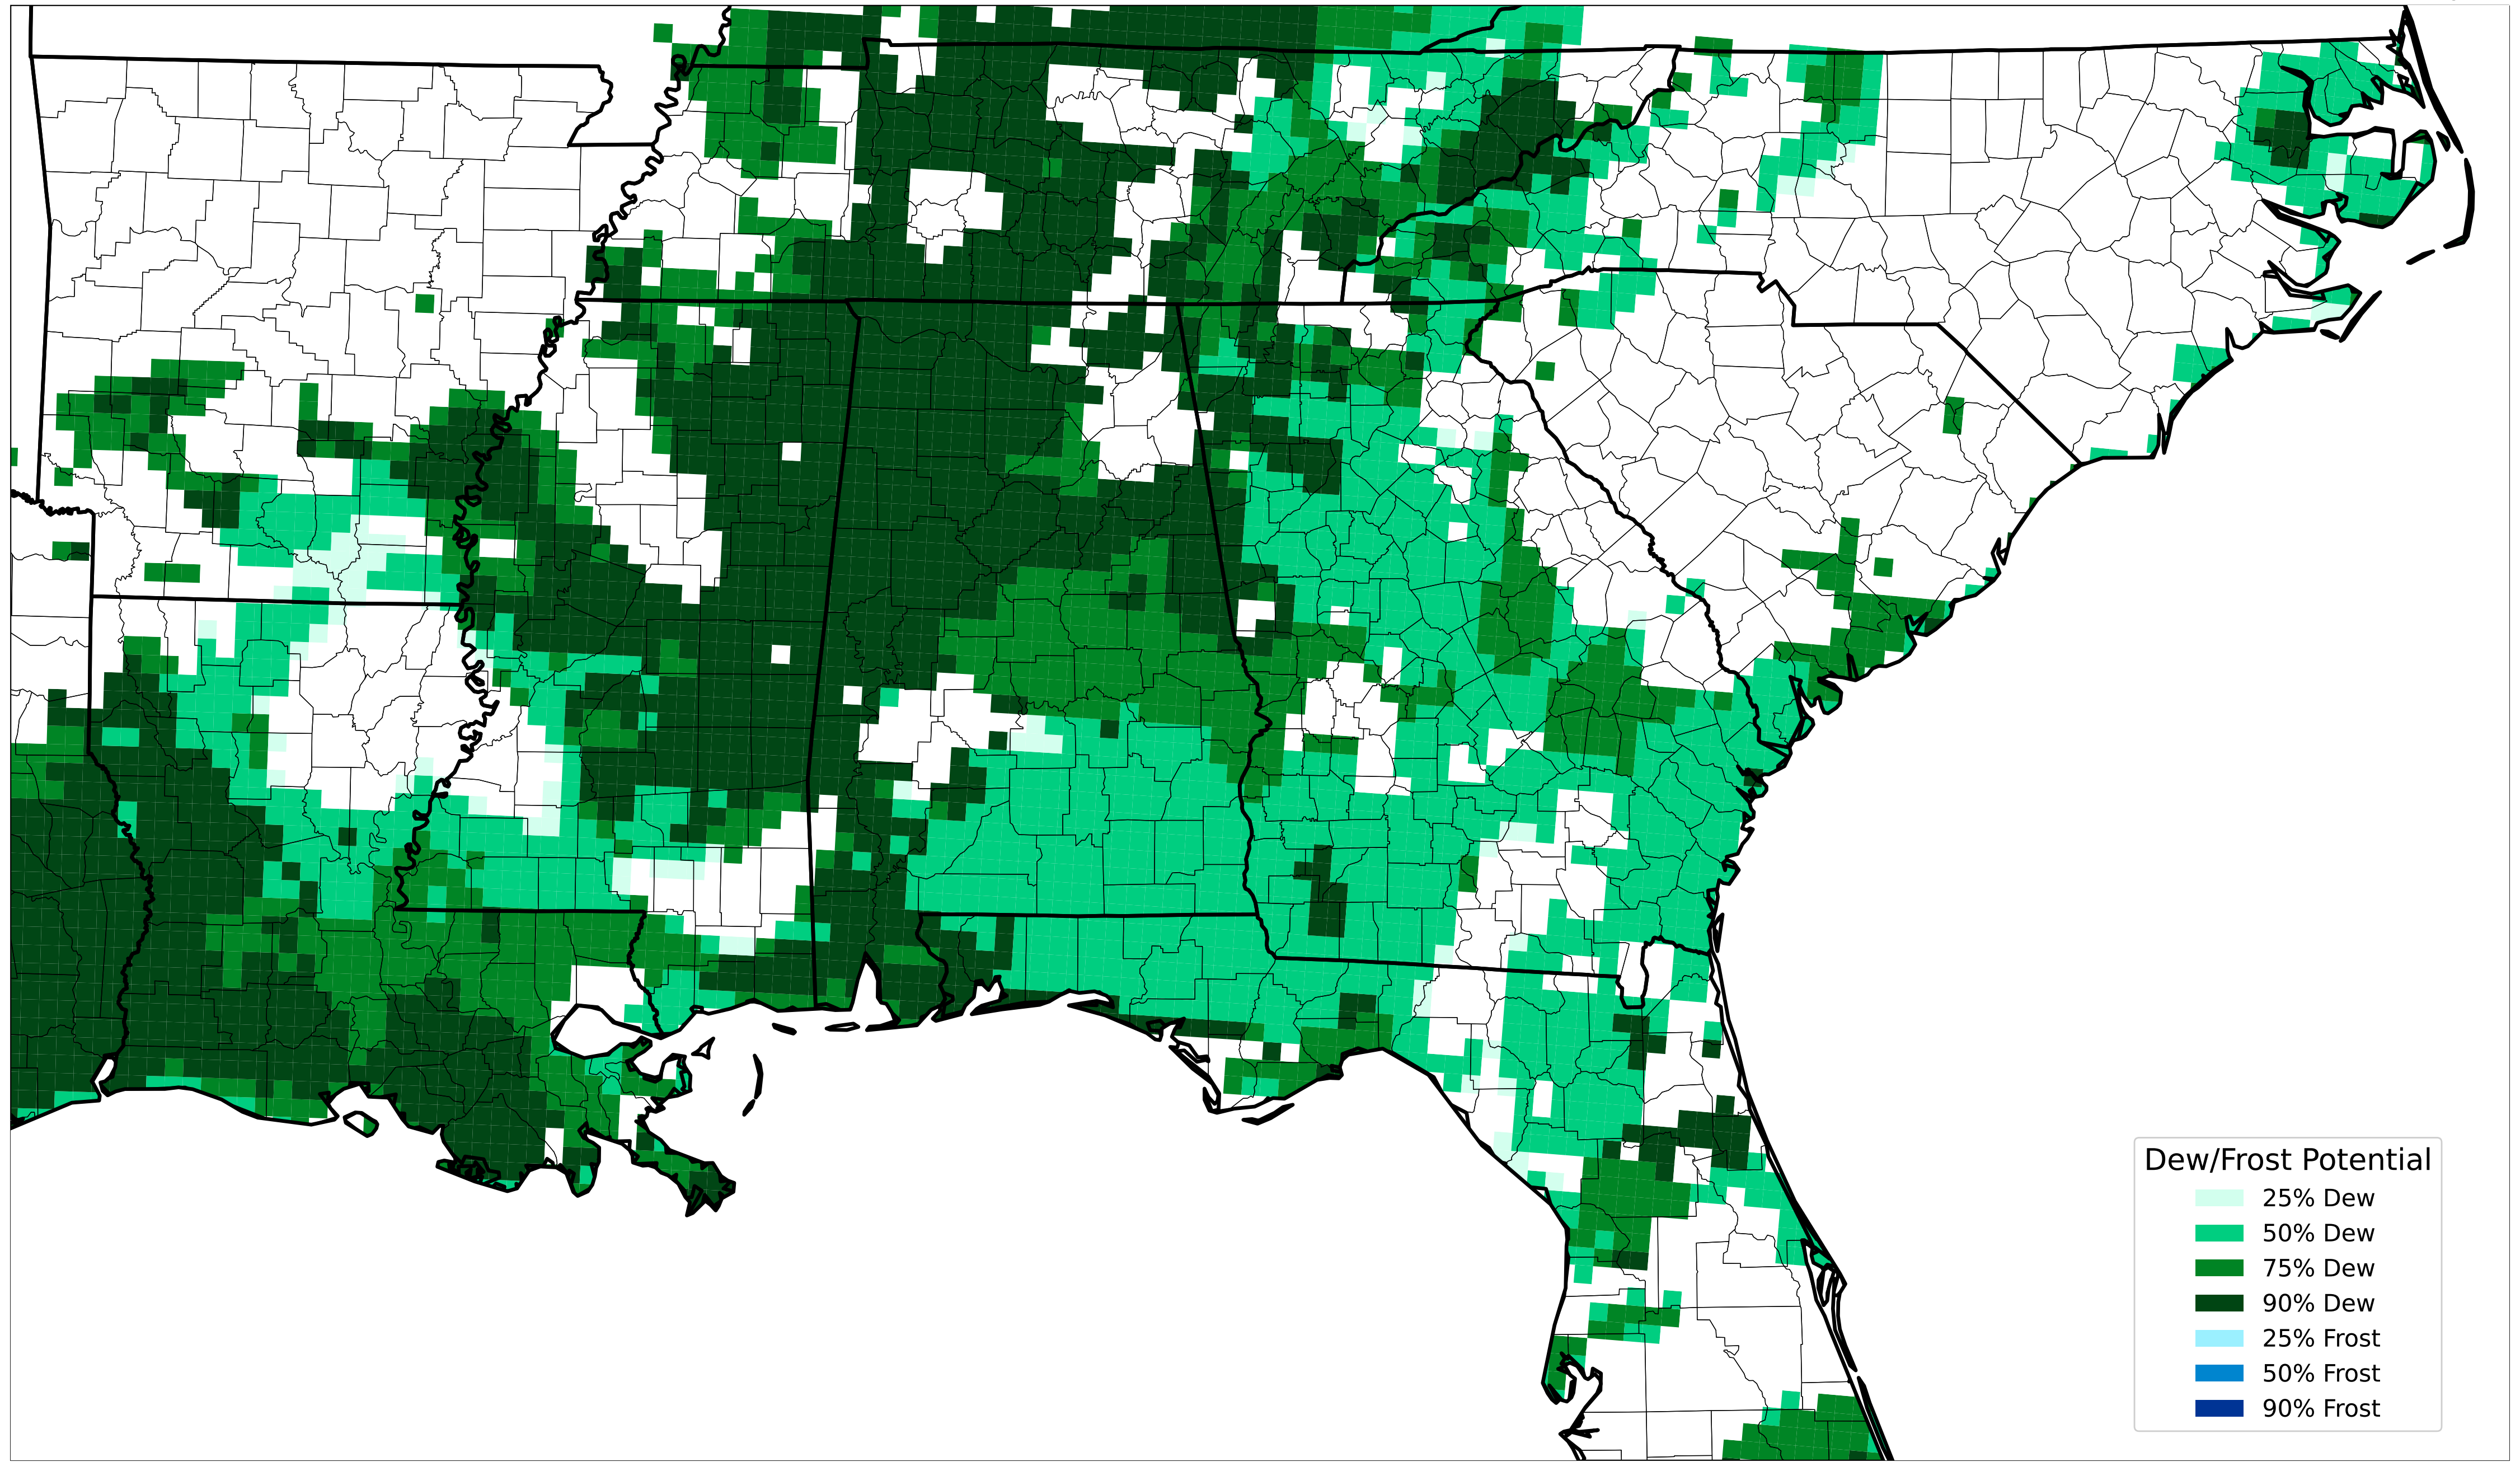 Dew/Frost Potential
25% Dew
50% Dew
75% Dew
90% Dew
25% Frost
50% Frost
90% Frost